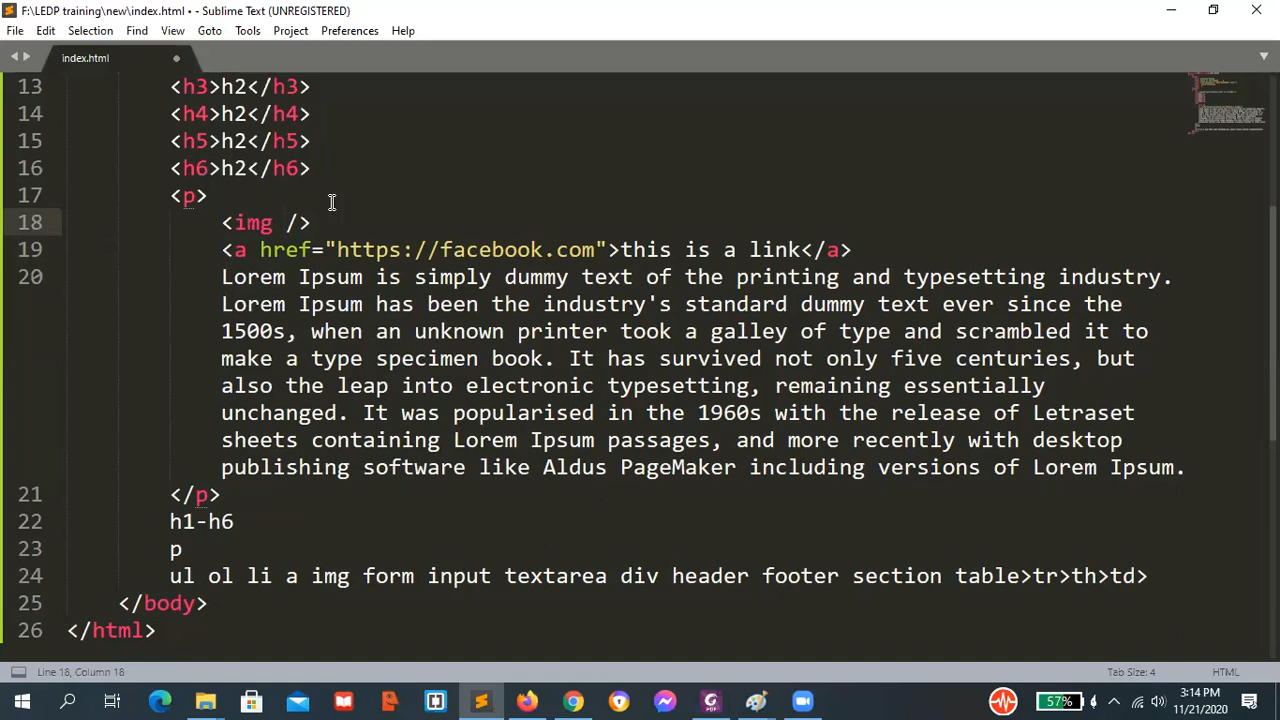 F:\LEDP training\new\index.html • - Sublime Text (UNREGISTERED)
File Edit Selection Find View Goto Tools Project Preferences Help
index.html
13 <h3>h2</h3>
14 <h4>h2</h4>
15 <h5>h2</h5>
16 <h6>h2</h6>
17 <p>
18 <img />
19 <a href="https://facebook.com">this is a link</a>
20 Lorem Ipsum is simply dummy text of the printing and typesetting industry.
Lorem Ipsum has been the industry's standard dummy text ever since the
1500s, when an unknown printer took a galley of type and scrambled it to
make a type specimen book. It has survived not only five centuries, but
also the leap into electronic typesetting, remaining essentially
unchanged. It was popularised in the 1960s with the release of Letraset
sheets containing Lorem Ipsum passages, and more recently with desktop
publishing software like Aldus PageMaker including versions of Lorem Ipsum.
21 </p>
22 h1-h6
23 p
24 ul ol li a img form input textarea div header footer section table>tr>th>td>
25 </body>
26 </html>
Line 18, Column 18 Tab Size: 4 HTML
57% 3:14 PM
11/21/2020